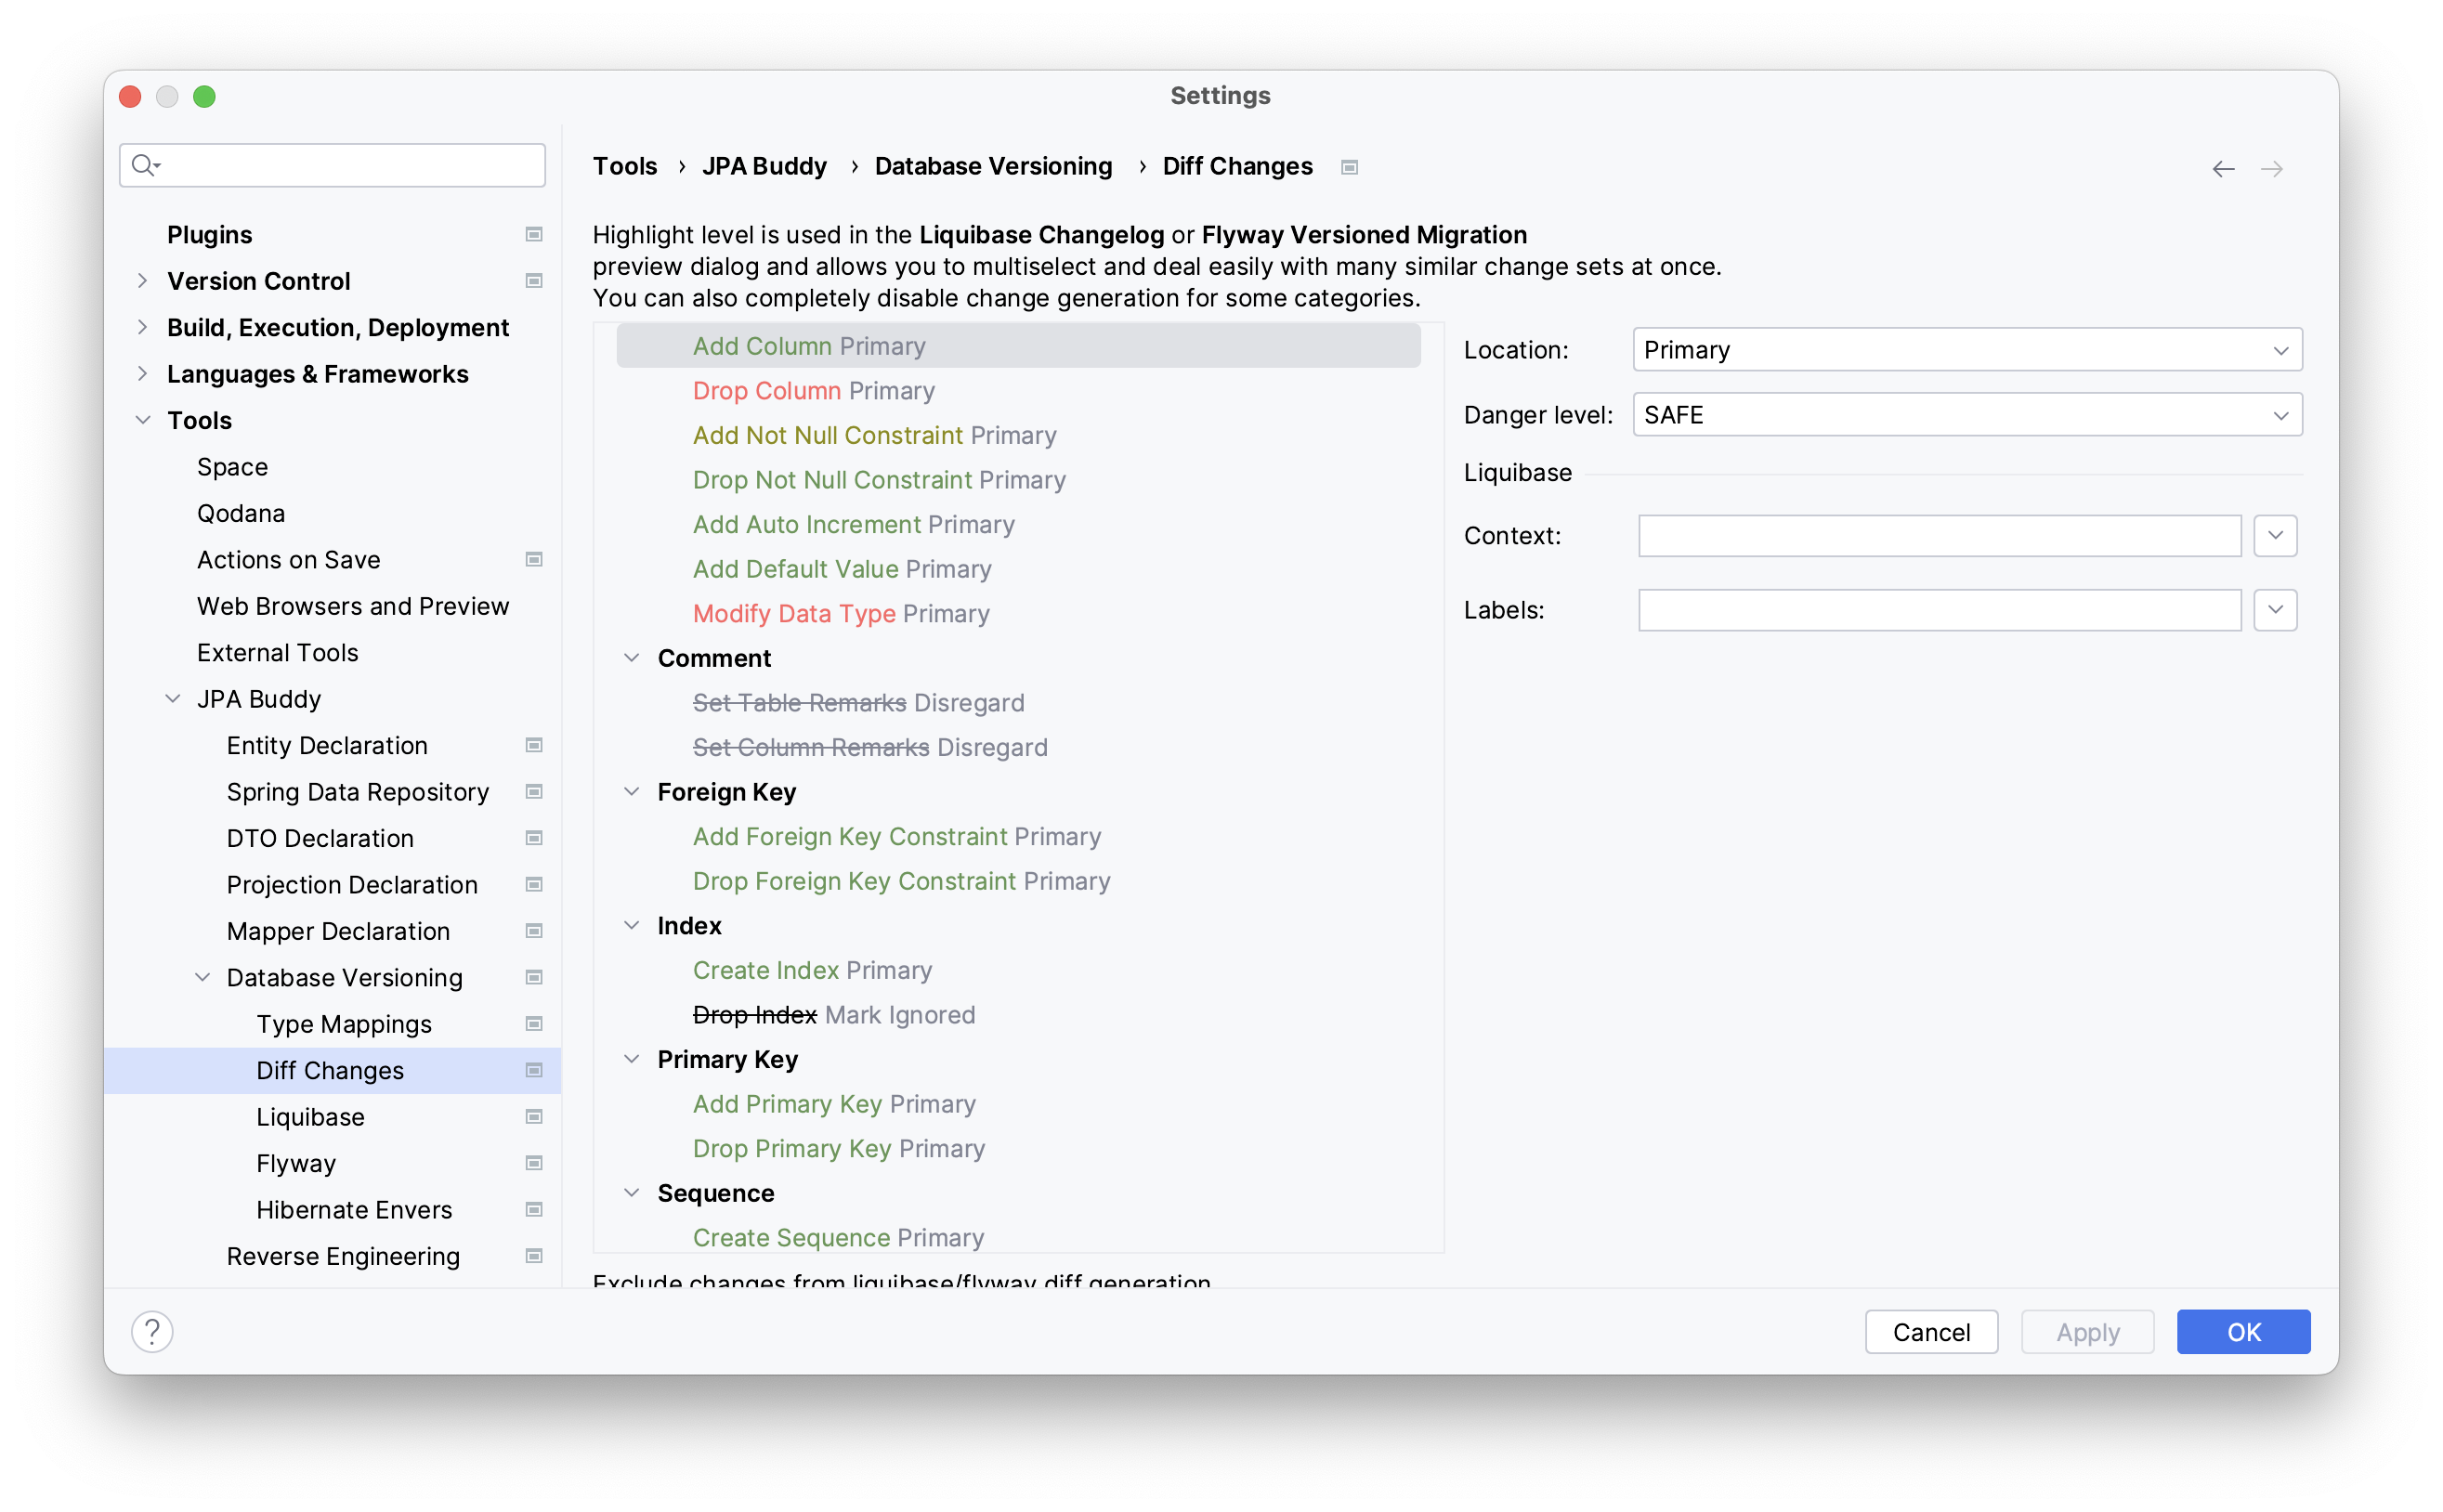 Settings
Plugins
Version Control
Build, Execution, Deployment
Languages & Frameworks
Tools
Space
Qodana
Actions on Save
Web Browsers and Preview
External Tools
JPA Buddy
Entity Declaration
Spring Data Repository
DTO Declaration
Projection Declaration
Mapper Declaration
Database Versioning
Type Mappings
Diff Changes
Liquibase
Flyway
Hibernate Envers
Reverse Engineering
Tools › JPA Buddy › Database Versioning › Diff Changes
Highlight level is used in the Liquibase Changelog or Flyway Versioned Migration
preview dialog and allows you to multiselect and deal easily with many similar change sets at once.
You can also completely disable change generation for some categories.
Add Column Primary
Drop Column Primary
Add Not Null Constraint Primary
Drop Not Null Constraint Primary
Add Auto Increment Primary
Add Default Value Primary
Modify Data Type Primary
Comment
Set Table Remarks Disregard
Set Column Remarks Disregard
Foreign Key
Add Foreign Key Constraint Primary
Drop Foreign Key Constraint Primary
Index
Create Index Primary
Drop Index Mark Ignored
Primary Key
Add Primary Key Primary
Drop Primary Key Primary
Sequence
Create Sequence Primary
Exclude changes from liquibase/flyway diff generation
Location: Primary
Danger level: SAFE
Liquibase
Context:
Labels:
?
Cancel
Apply
OK